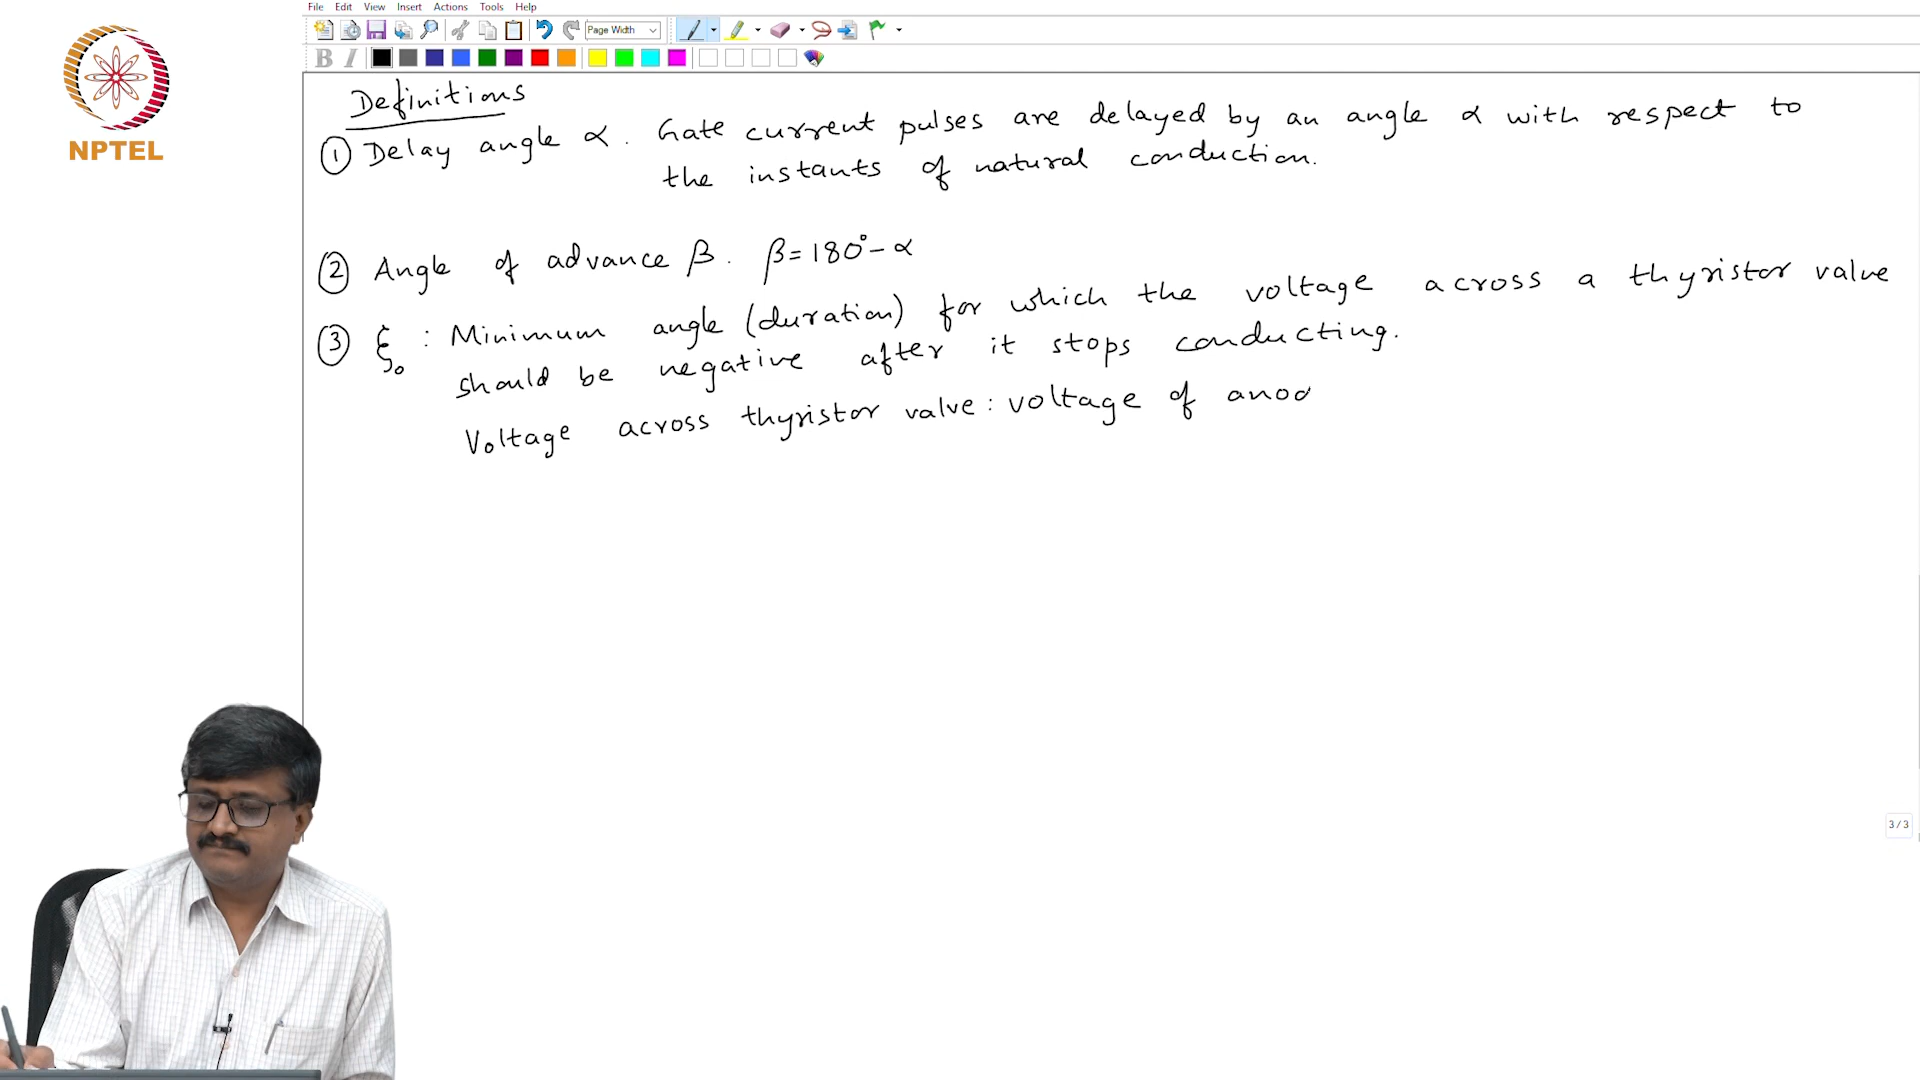 File Edit View Insert Actions Tools Help
Page Width
B I
NPTEL
Definitions
① Delay angle α. Gate current pulses are delayed by an angle α with respect to
the instants of natural conduction.
② Angle of advance β. β = 180° - α
③ ξ₀ : Minimum angle (duration) for which the voltage across a thyristor valve
should be negative after it stops conducting.
Voltage across thyristor valve : voltage of anod
3 / 3